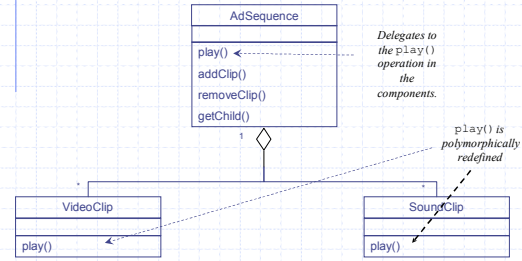 AdSequence
play()
addClip()
removeClip()
getChild()
Delegates to
the play()
operation in
the
components.
1
play() is
polymorphically
redefined
*
*
VideoClip
play()
SoundClip
play()